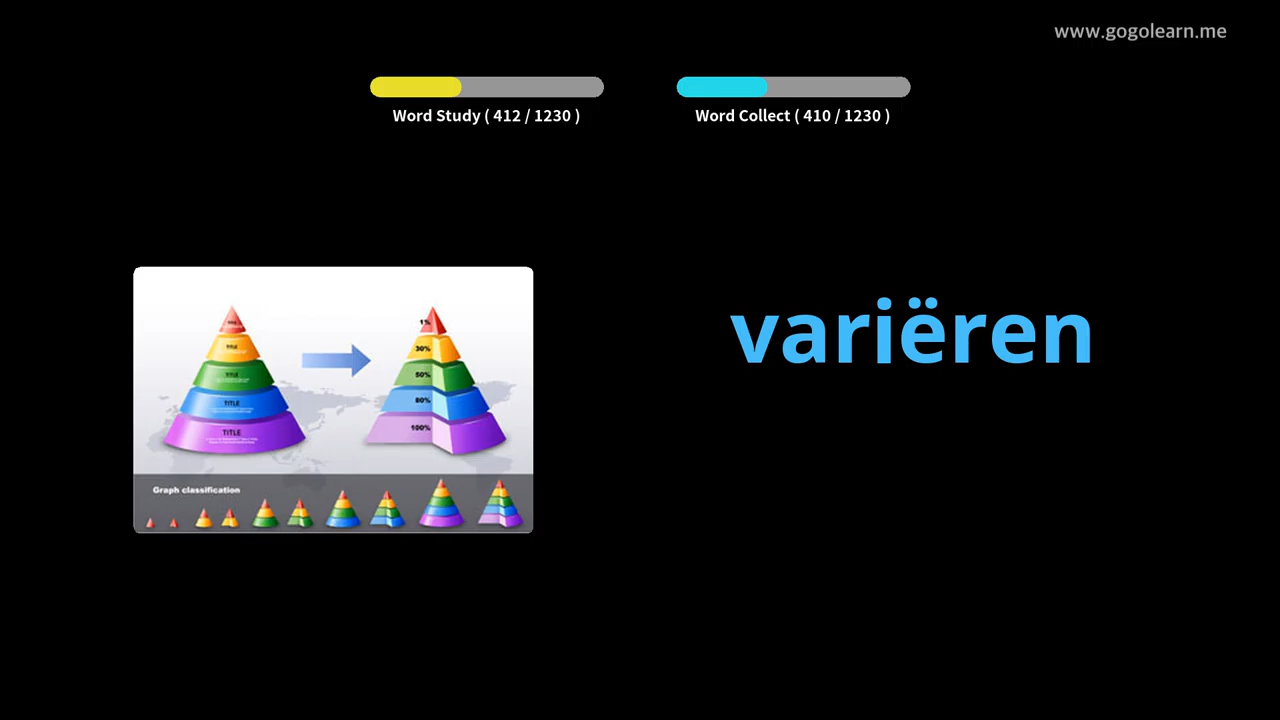 www.gogolearn.me
Word Study ( 412 / 1230 )
Word Collect ( 410 / 1230 )
variëren
TITLE
TITLE
TITLE
TITLE
1%
30%
50%
80%
100%
Graph classification